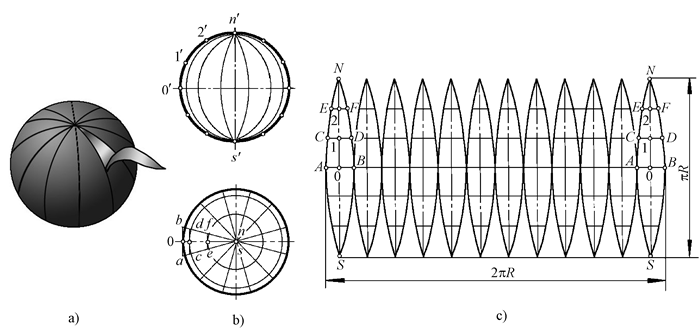 n'
2'
1'
0'
s'
b
d f
n
0
s
a c e
N N
E F E F
2 2
C D C D
1 1
A B A B
0 0
S S
πR
2πR
a) b) c)